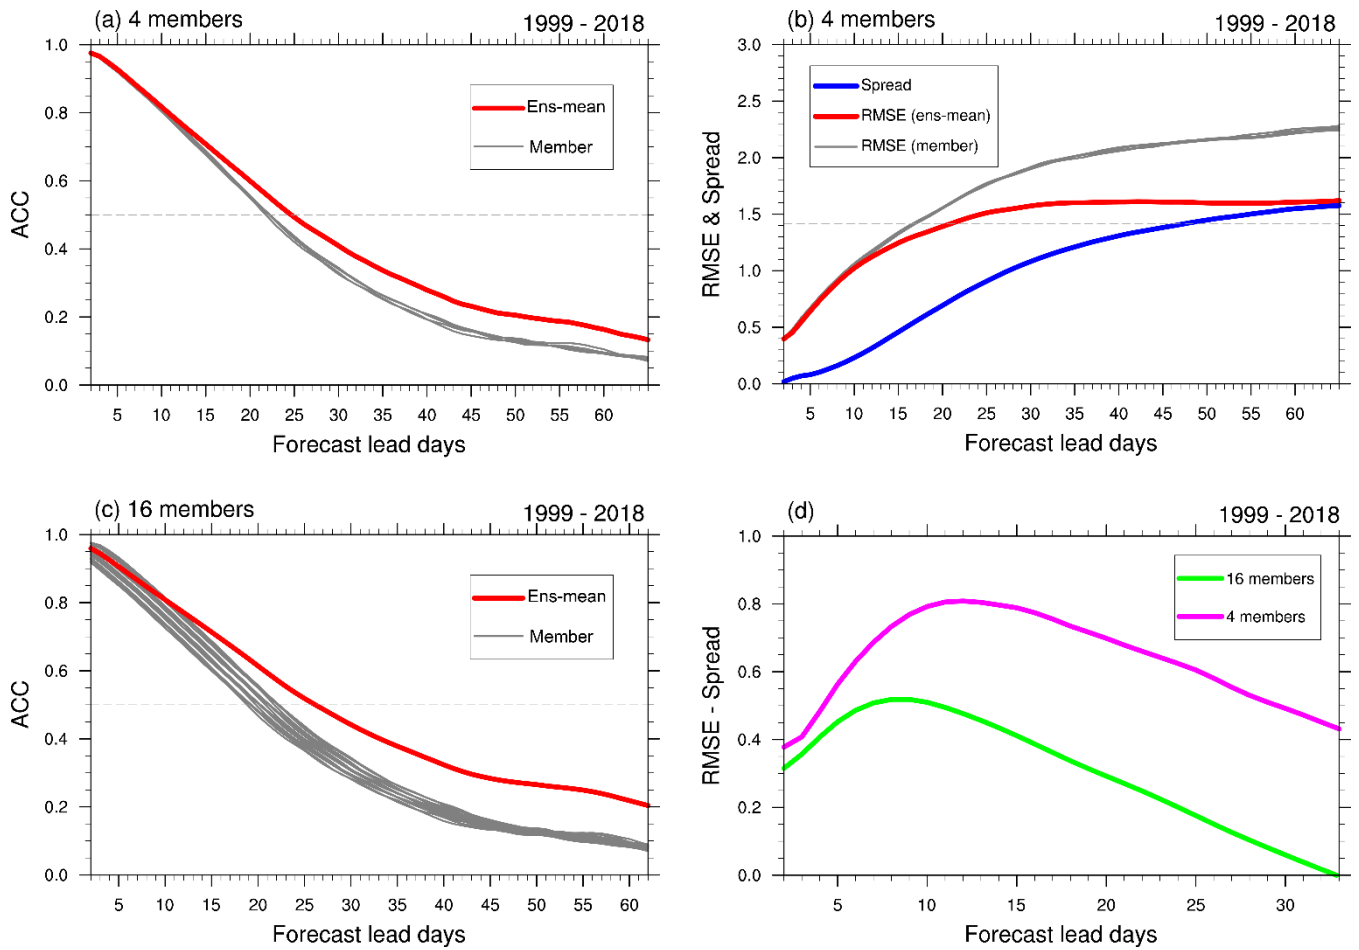 (a) 4 members 1999 - 2018
1.0
0.8
0.6
0.4
0.2
0.0
ACC
Ens-mean
Member
5 10 15 20 25 30 35 40 45 50 55 60
Forecast lead days
(b) 4 members 1999 - 2018
3.0
2.5
2.0
1.5
1.0
0.5
0.0
RMSE & Spread
Spread
RMSE (ens-mean)
RMSE (member)
5 10 15 20 25 30 35 40 45 50 55 60
Forecast lead days
(c) 16 members 1999 - 2018
1.0
0.8
0.6
0.4
0.2
0.0
ACC
Ens-mean
Member
5 10 15 20 25 30 35 40 45 50 55 60
Forecast lead days
(d) 1999 - 2018
1.0
0.8
0.6
0.4
0.2
0.0
RMSE - Spread
16 members
4 members
5 10 15 20 25 30
Forecast lead days